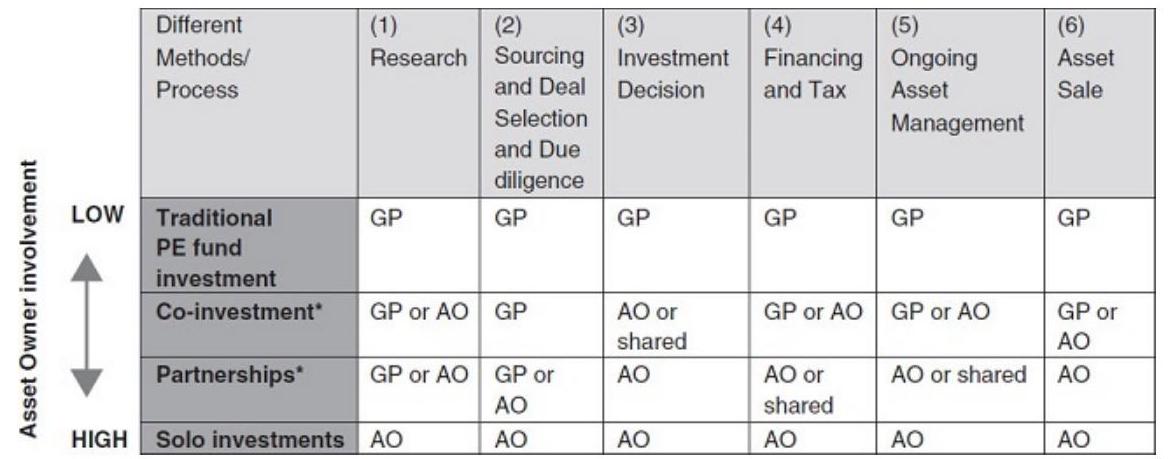 Different Methods/ Process
(1) Research
(2) Sourcing and Deal Selection and Due diligence
(3) Investment Decision
(4) Financing and Tax
(5) Ongoing Asset Management
(6) Asset Sale
Asset Owner involvement
LOW
Traditional PE fund investment
GP
GP
GP
GP
GP
GP
Co-investment*
GP or AO
GP
AO or shared
GP or AO
GP or AO
GP or AO
Partnerships*
GP or AO
GP or AO
AO
AO or shared
AO or shared
AO
HIGH
Solo investments
AO
AO
AO
AO
AO
AO